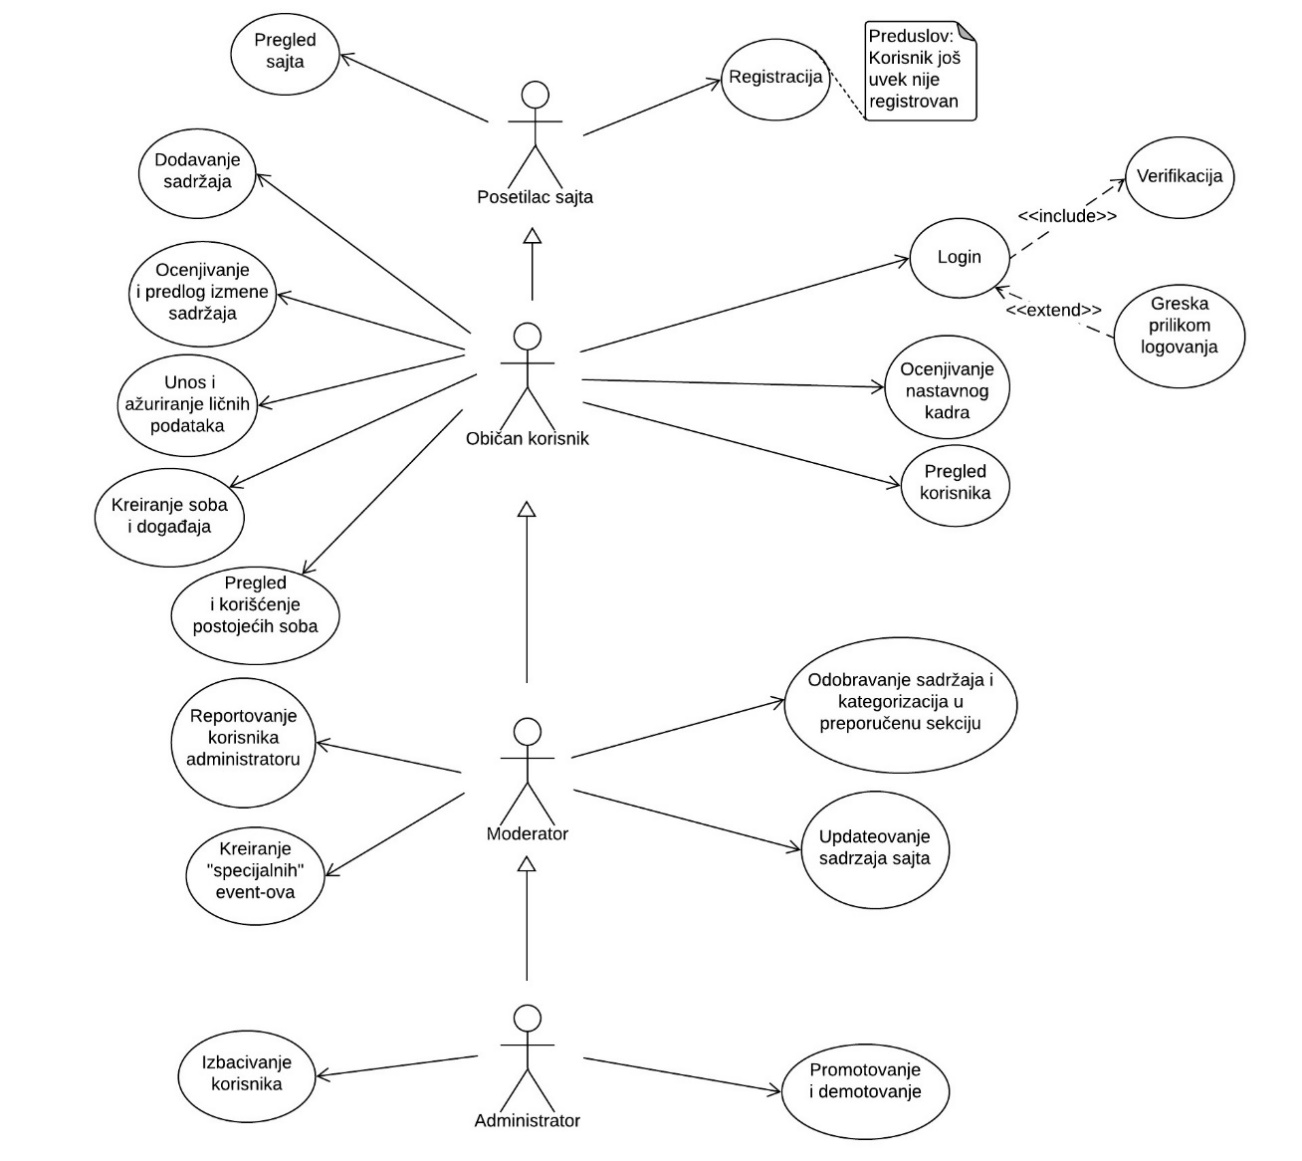 Pregled
sajta
Registracija
Preduslov:
Korisnik još
uvek nije
registrovan
Posetilac sajta
Dodavanje
sadržaja
Verifikacija
<<include>>
Login
<<extend>>
Greska
prilikom
logovanja
Ocenjivanje
i predlog izmene
sadržaja
Unos i
ažuriranje ličnih
podataka
Običan korisnik
Ocenjivanje
nastavnog
kadra
Pregled
korisnika
Kreiranje soba
i događaja
Pregled
i korišćenje
postojećih soba
Reportovanje
korisnika
administratoru
Odobravanje sadržaja i
kategorizacija u
preporučenu sekciju
Moderator
Kreiranje
"specijalnih"
event-ova
Updateovanje
sadrzaja sajta
Izbacivanje
korisnika
Administrator
Promotovanje
i demotovanje